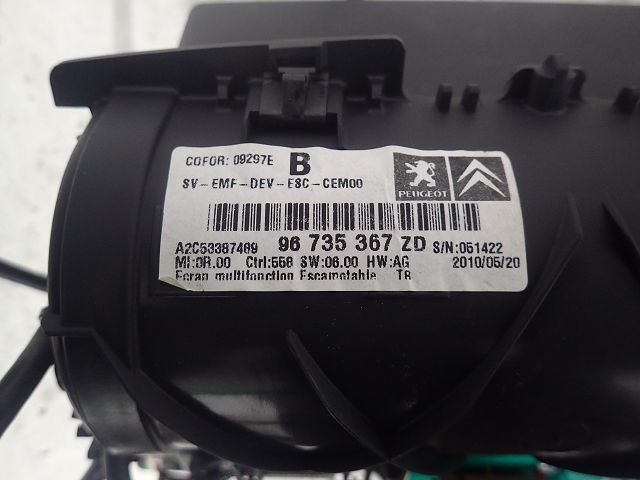 COFOR: 09297E B
SV-EMF-DEV-ESC-CEM00
PEUGEOT
A2C53387489 96 735 367 ZD S/N:051422
MI:0R.00 Ctrl:558 SW:06.00 HW:AG 2010/05/20
Ecran multifonction Escamotable T8